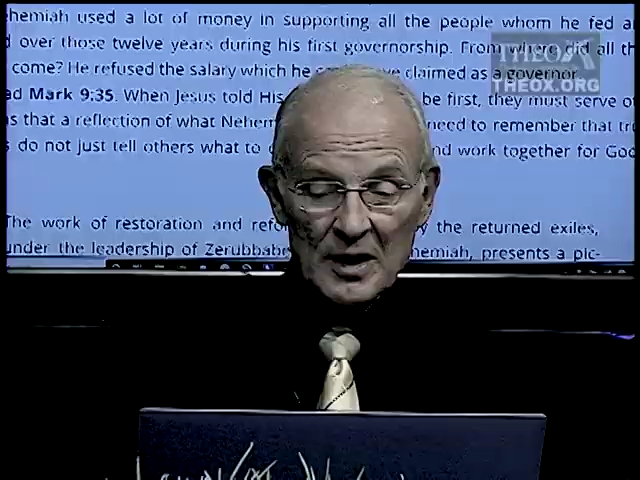 ehemiah used a lot of money in supporting all the people whom he fed a
over those twelve years during his first governorship. From where did all th
come? He refused the salary which he claimed as a governor
THEOX
THEOX.ORG
ad Mark 9:35. When Jesus told His be first, they must serve o
s that a reflection of what Nehem need to remember that tru
s do not just tell others what to nd work together for God
The work of restoration and refo y the returned exiles,
under the leadership of Zerubbabe hemiah, presents a pic-